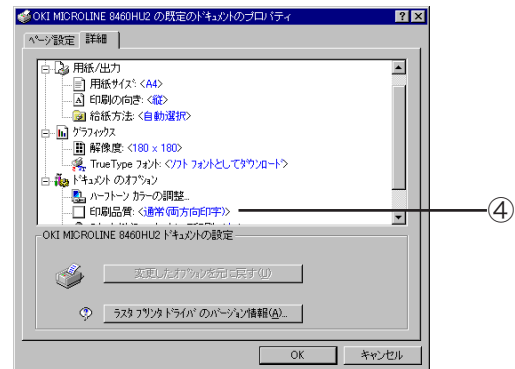 OKI MICROLINE 8460HU2 の既定のドキュメントのプロパティ
ページ設定 詳細
用紙/出力
用紙サイズ: <A4>
印刷の向き: <縦>
給紙方法: <自動選択>
グラフィックス
解像度: <180 x 180>
TrueType フォント: <ソフト フォントとしてダウンロード>
ドキュメント のオプション
ハーフトーン カラーの調整...
印刷品質: <通常(両方向印字)>
④
OKI MICROLINE 8460HU2 ドキュメントの設定
変更したオプションを元に戻す(U)
ラスタ プリンタ ドライバ のバージョン情報(A)...
OK キャンセル